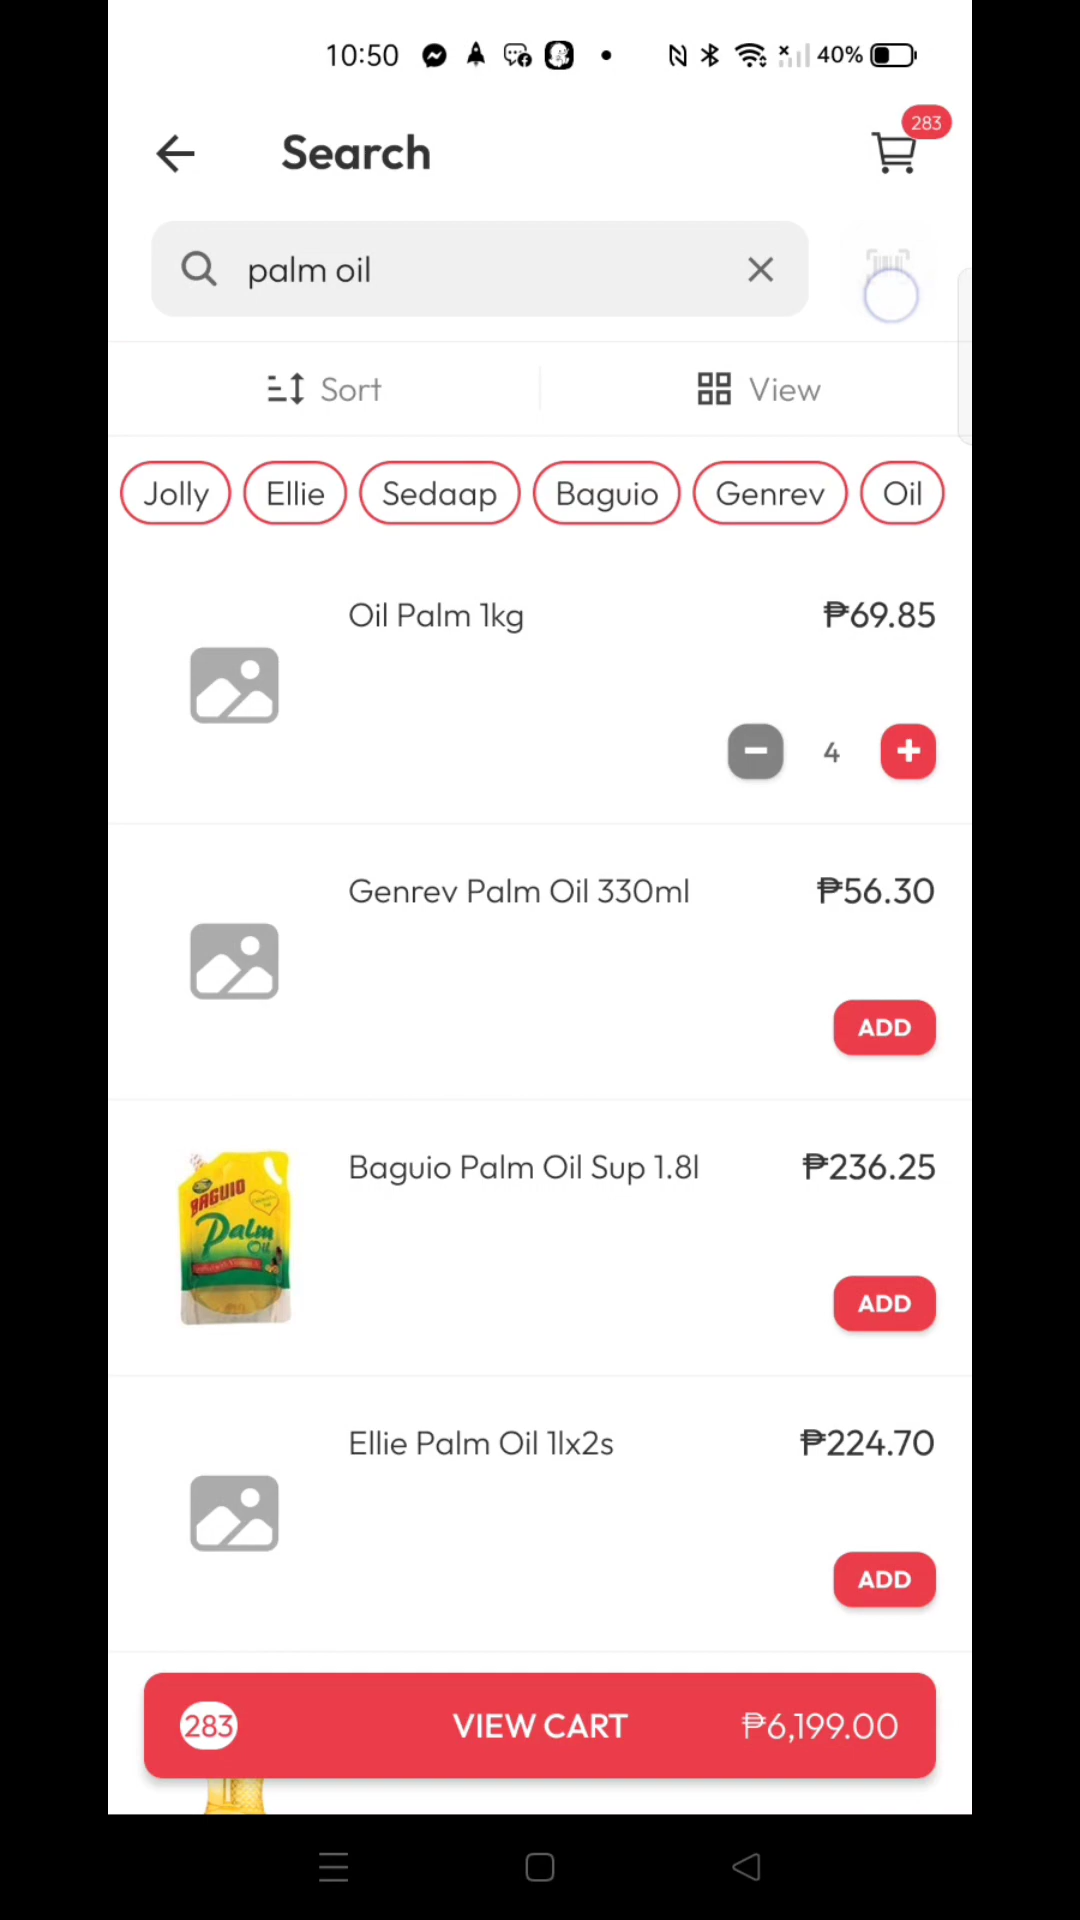 10:50
40%
283
Search
palm oil
Sort
View
Jolly
Ellie
Sedaap
Baguio
Genrev
Oil
Oil Palm 1kg
₱69.85
4
Genrev Palm Oil 330ml
₱56.30
ADD
BAGUIO
Palm
Oil
Baguio Palm Oil Sup 1.8l
₱236.25
ADD
Ellie Palm Oil 1lx2s
₱224.70
ADD
283
VIEW CART
₱6,199.00